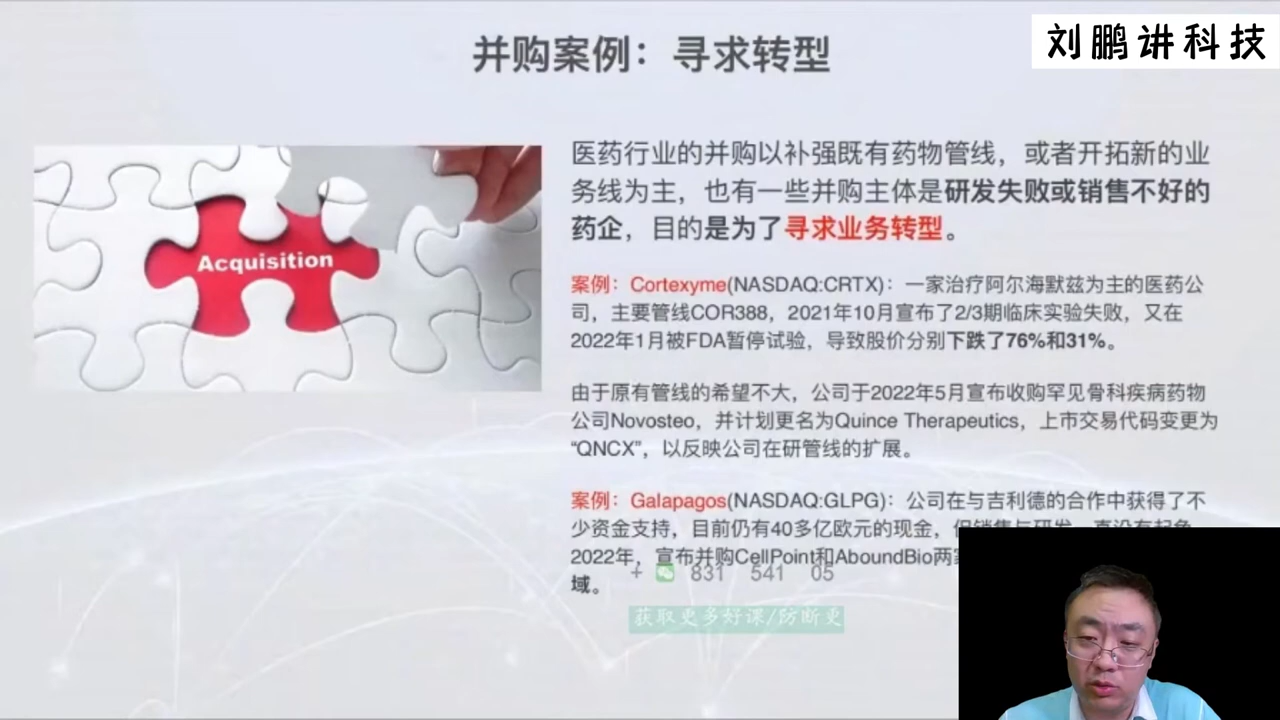 并购案例：寻求转型
刘鹏讲科技
Acquisition
医药行业的并购以补强既有药物管线，或者开拓新的业
务线为主，也有一些并购主体是研发失败或销售不好的
药企，目的是为了寻求业务转型。
案例：Cortexyme(NASDAQ:CRTX)：一家治疗阿尔海默兹为主的医药公
司，主要管线COR388，2021年10月宣布了2/3期临床实验失败，又在
2022年1月被FDA暂停试验，导致股价分别下跌了76%和31%。
由于原有管线的希望不大，公司于2022年5月宣布收购罕见骨科疾病药物
公司Novosteo，并计划更名为Quince Therapeutics，上市交易代码变更为
“QNCX”，以反映公司在研管线的扩展。
案例：Galapagos(NASDAQ:GLPG)：公司在与吉利德的合作中获得了不
少资金支持，目前仍有40多亿欧元的现金，但销售与研发一直没有起色
2022年，宣布并购CellPoint和AboundBio两
域。
+ 831 541 05
获取更多好课/防断更